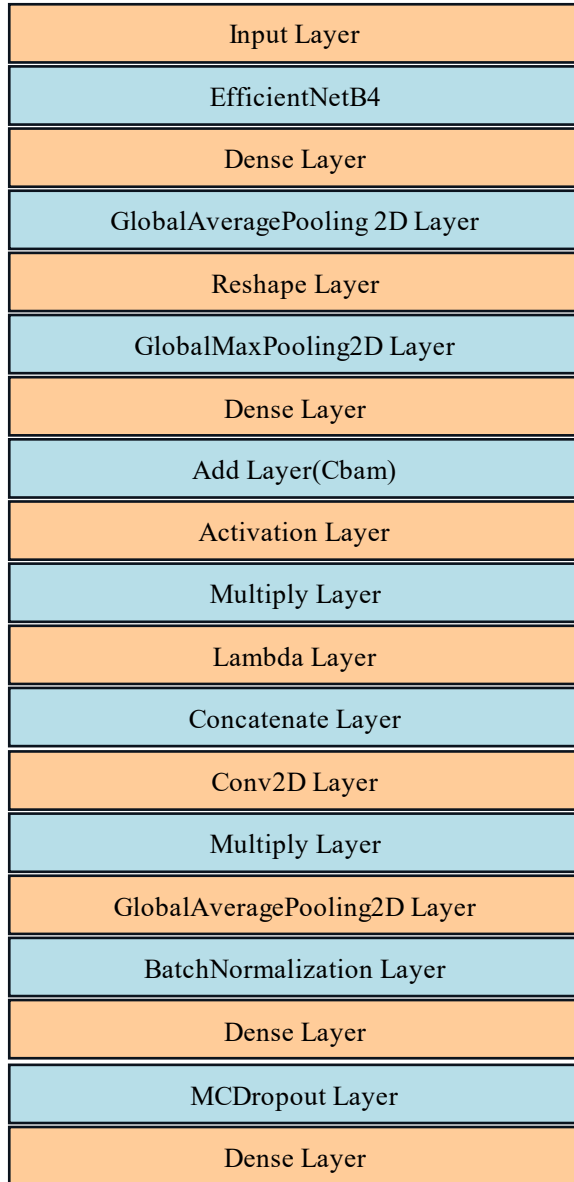 Input Layer
EfficientNetB4
Dense Layer
GlobalAveragePooling 2D Layer
Reshape Layer
GlobalMaxPooling2D Layer
Dense Layer
Add Layer(Cbam)
Activation Layer
Multiply Layer
Lambda Layer
Concatenate Layer
Conv2D Layer
Multiply Layer
GlobalAveragePooling2D Layer
BatchNormalization Layer
Dense Layer
MCDropout Layer
Dense Layer